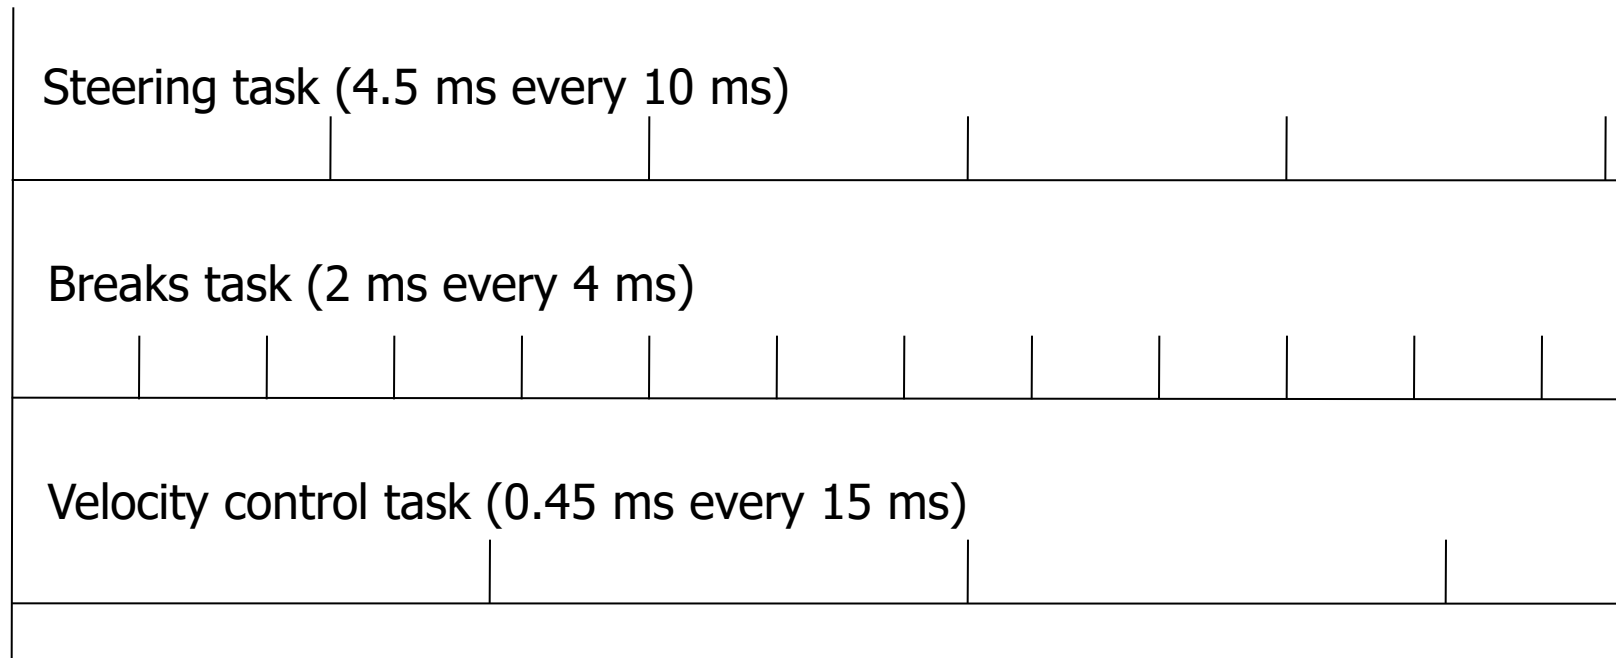 Steering task (4.5 ms every 10 ms)
Breaks task (2 ms every 4 ms)
Velocity control task (0.45 ms every 15 ms)